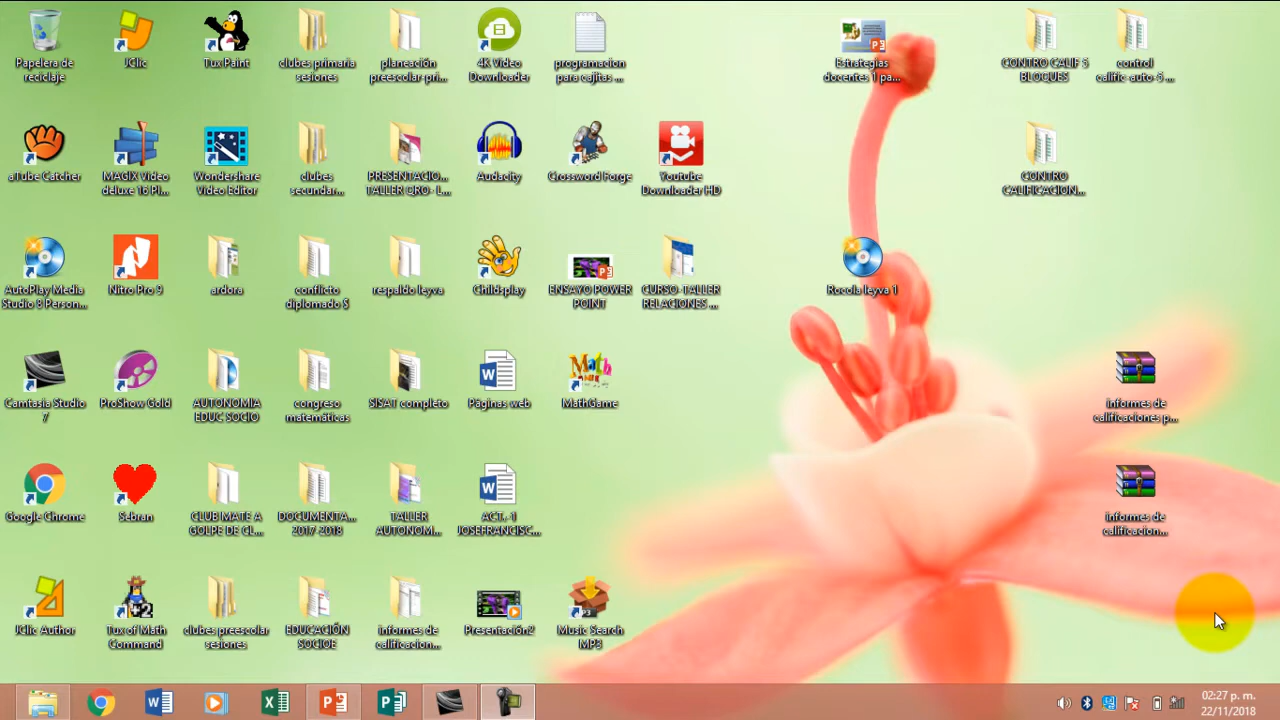 Papelera de
reciclaje
JClic
Tux Paint
clubes primaria
sesiones
planeación
preescolar-pri...
4K Video
Downloader
programacion
para cajitas ...
Estrategias
docentes 1 pa...
CONTRO CALIF 5
BLOQUES
control
calific-auto-5 ...
aTube Catcher
MAGIX Video
deluxe 16 Pl...
Wondershare
Video Editor
clubes
secundar...
PRESENTACIO...
TALLER QRO- L...
Audacity
Crossword Forge
Youtube
Downloader HD
CONTRO
CALIFICACION...
AutoPlay Media
Studio 8 Person...
Nitro Pro 9
ardora
conflicto
diplomado S
respaldo leyva
Childsplay
ENSAYO POWER
POINT
CURSO-TALLER
RELACIONES ...
Rocola leyva 1
Camtasia Studio
7
ProShow Gold
AUTONOMIA
EDUC SOCIO
congreso
matemáticas
SISAT completo
Páginas web
MathGame
informes de
calificaciones p...
Google Chrome
Sebran
CLUB MATE A
GOLPE DE CL...
DOCUMENTA...
2017-2018
TALLER
AUTONOM...
ACT.-1
JOSEFRANCISC...
informes de
calificacion...
JClic Author
Tux of Math
Command
clubes preescolar
sesiones
EDUCACIÓN
SOCIOE
informes de
calificacion...
Presentación2
Music Search
MP3
02:27 p. m.
22/11/2018